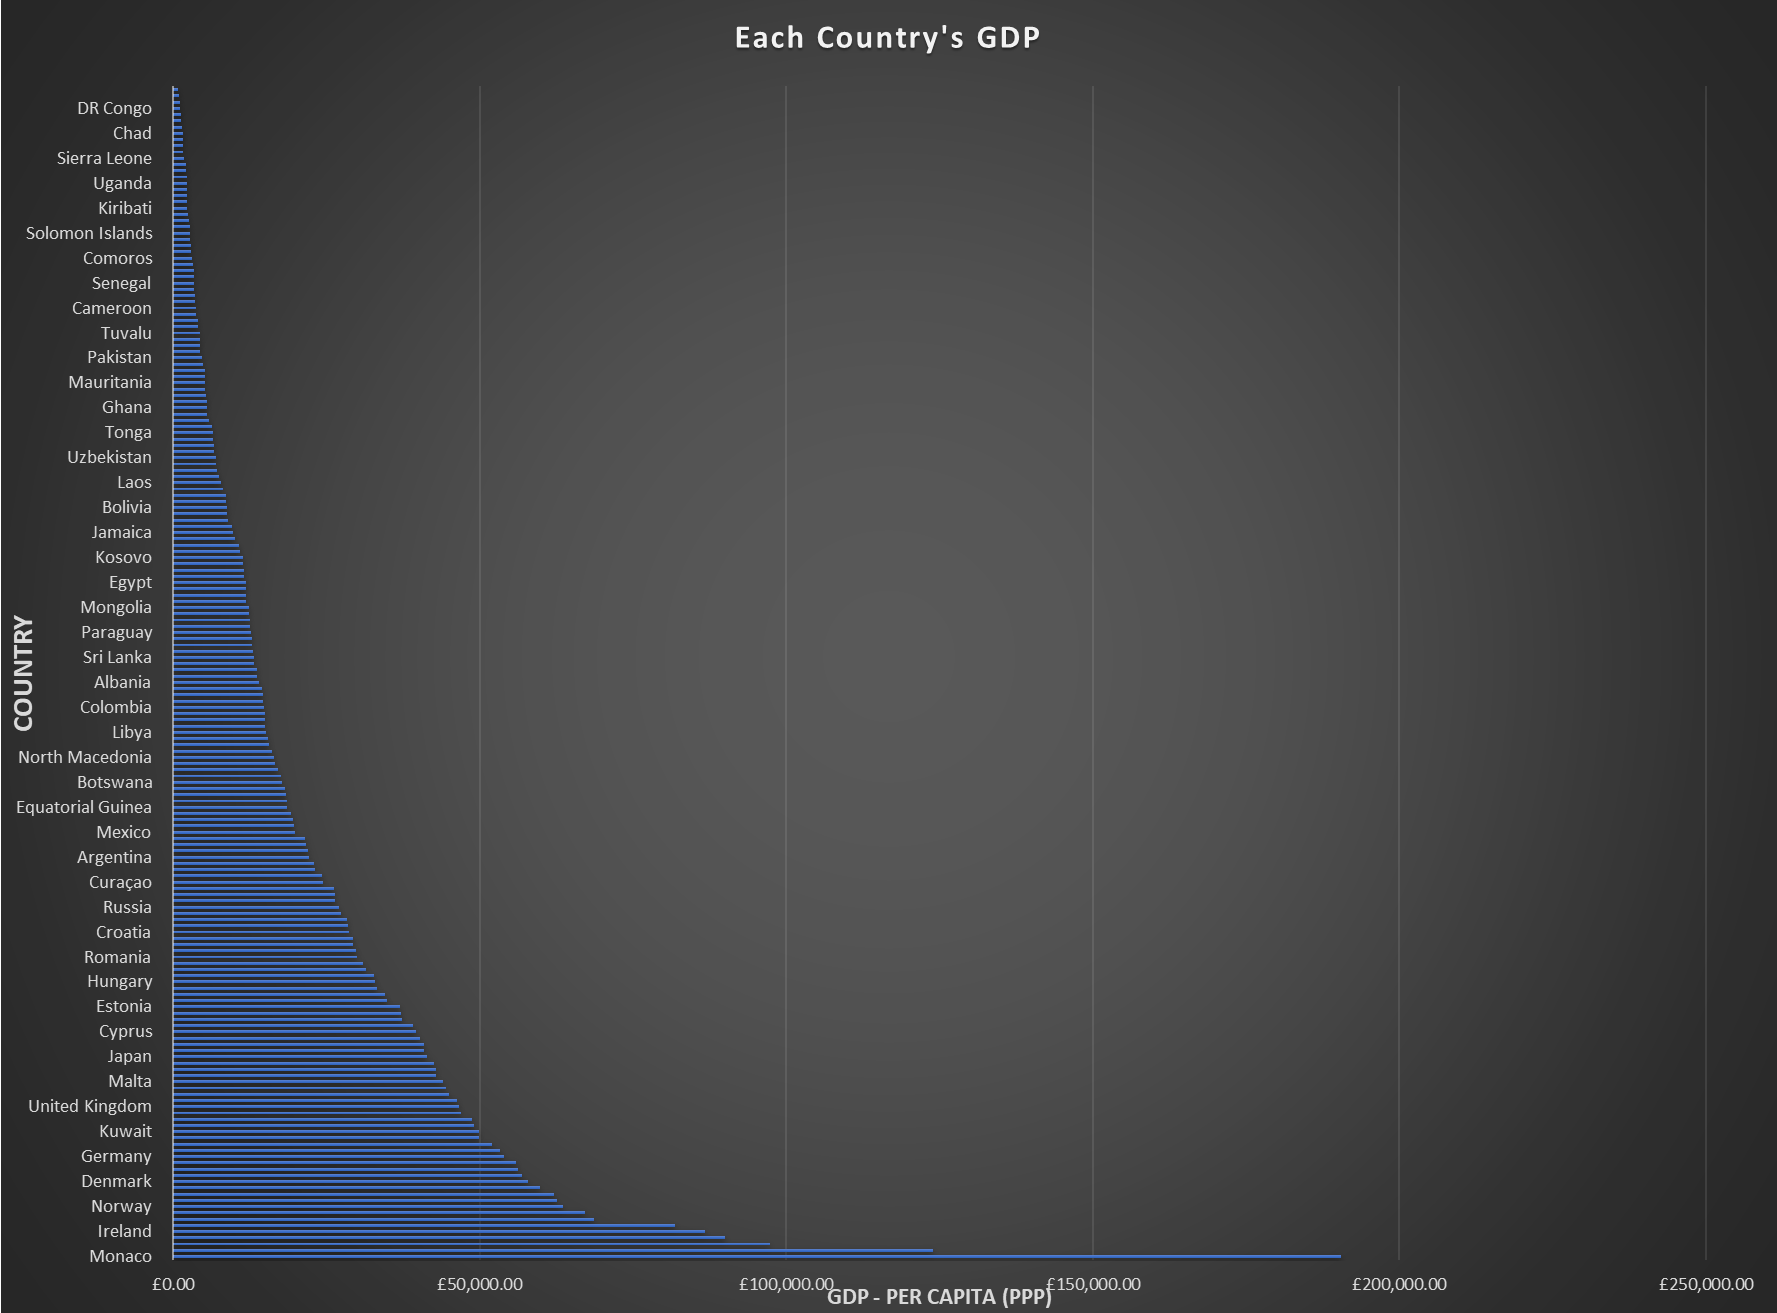 Each Country's GDP
DR Congo
Chad
Sierra Leone
Uganda
Kiribati
Solomon Islands
Comoros
Senegal
Cameroon
Tuvalu
Pakistan
Mauritania
Ghana
Tonga
Uzbekistan
Laos
Bolivia
Jamaica
Kosovo
Egypt
Mongolia
Paraguay
Sri Lanka
Albania
Colombia
Libya
North Macedonia
Botswana
Equatorial Guinea
Mexico
Argentina
Curaçao
Russia
Croatia
Romania
Hungary
Estonia
Cyprus
Japan
Malta
United Kingdom
Kuwait
Germany
Denmark
Norway
Ireland
Monaco
COUNTRY
£0.00 £50,000.00 £100,000.00 £150,000.00 £200,000.00 £250,000.00
GDP - PER CAPITA (PPP)